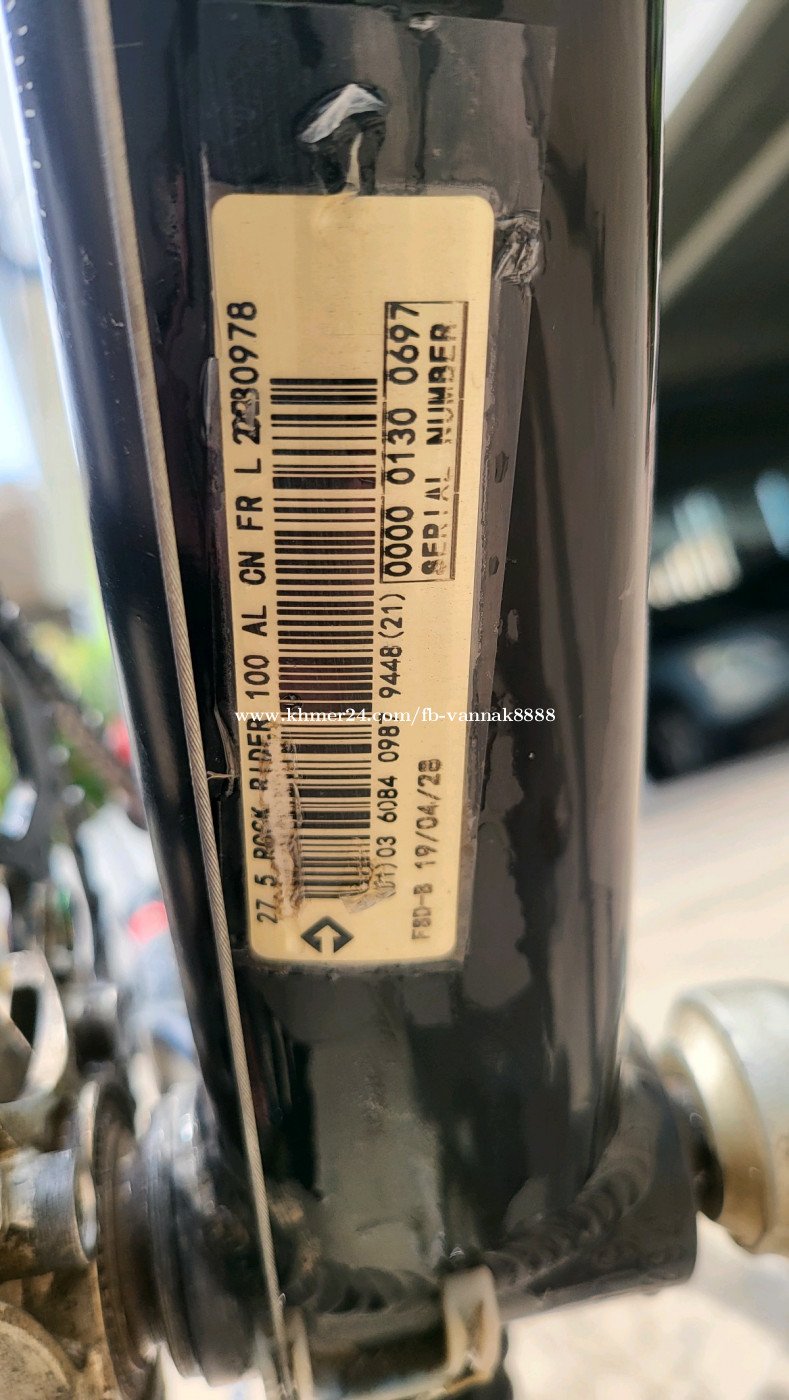 27.5 ROCK RIDER 100 AL CN FR L
0000 0130 0697
SERIAL NUMBER
9448 (21)
(01)03 6084 098
FBD-B 19/04/28
www.khmer24.com/fb-vannak8888